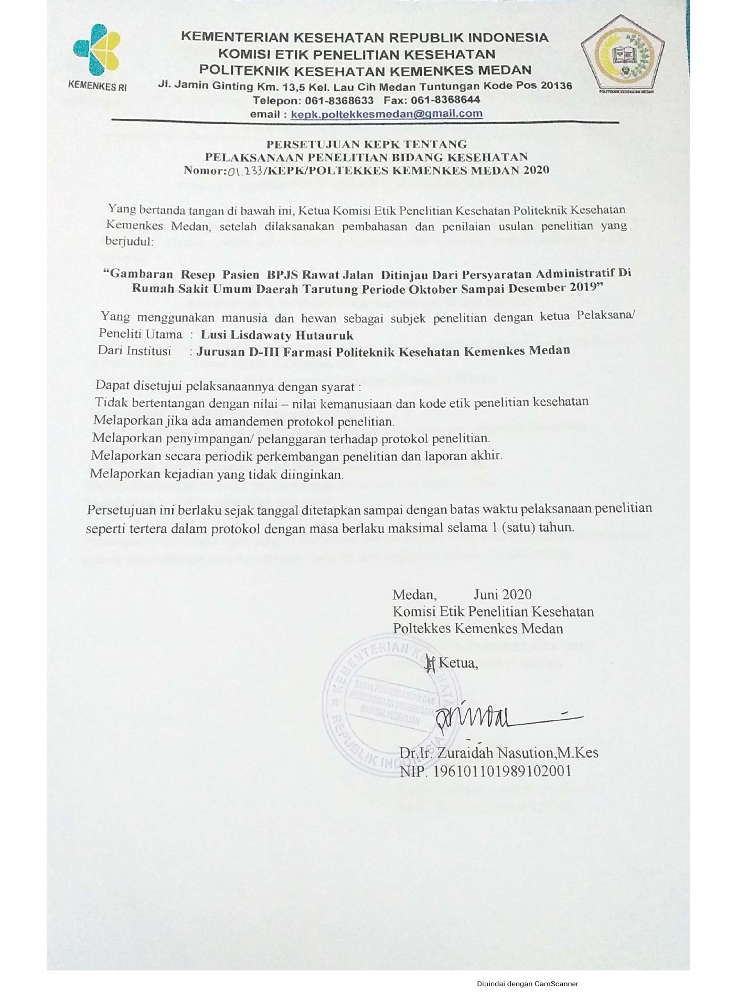 KEMENTERIAN KESEHATAN REPUBLIK INDONESIA
KOMISI ETIK PENELITIAN KESEHATAN
POLITEKNIK KESEHATAN KEMENKES MEDAN
KEMENKES RI
Jl. Jamin Ginting Km. 13,5 Kel. Lau Cih Medan Tuntungan Kode Pos 20136
POLITEKNIK KESEHATAN MEDAN
Telepon: 061-8368633 Fax: 061-8368644
email : kepk.poltekkesmedan@gmail.com
PERSETUJUAN KEPK TENTANG
PELAKSANAAN PENELITIAN BIDANG KESEHATAN
Nomor:01.233/KEPK/POLTEKKES KEMENKES MEDAN 2020
Yang bertanda tangan di bawah ini, Ketua Komisi Etik Penelitian Kesehatan Politeknik Kesehatan
Kemenkes Medan, setelah dilaksanakan pembahasan dan penilaian usulan penelitian yang
berjudul:
“Gambaran Resep Pasien BPJS Rawat Jalan Ditinjau Dari Persyaratan Administratif Di
Rumah Sakit Umum Daerah Tarutung Periode Oktober Sampai Desember 2019”
Yang menggunakan manusia dan hewan sebagai subjek penelitian dengan ketua Pelaksana/
Peneliti Utama : Lusi Lisdawaty Hutauruk
Dari Institusi : Jurusan D-III Farmasi Politeknik Kesehatan Kemenkes Medan
Dapat disetujui pelaksanaannya dengan syarat :
Tidak bertentangan dengan nilai – nilai kemanusiaan dan kode etik penelitian kesehatan
Melaporkan jika ada amandemen protokol penelitian.
Melaporkan penyimpangan/ pelanggaran terhadap protokol penelitian.
Melaporkan secara periodik perkembangan penelitian dan laporan akhir.
Melaporkan kejadian yang tidak diinginkan.
Persetujuan ini berlaku sejak tanggal ditetapkan sampai dengan batas waktu pelaksanaan penelitian
seperti tertera dalam protokol dengan masa berlaku maksimal selama 1 (satu) tahun.
Medan, Juni 2020
Komisi Etik Penelitian Kesehatan
Poltekkes Kemenkes Medan
Ketua,
KEMENTERIAN KESEHATAN
BADAN PENGEMBANGAN DAN
PEMBERDAYAAN SUMBER DAYA
MANUSIA KESEHATAN
REPUBLIK INDONESIA
Dr.Ir. Zuraidah Nasution,M.Kes
NIP. 196101101989102001
Dipindai dengan CamScanner